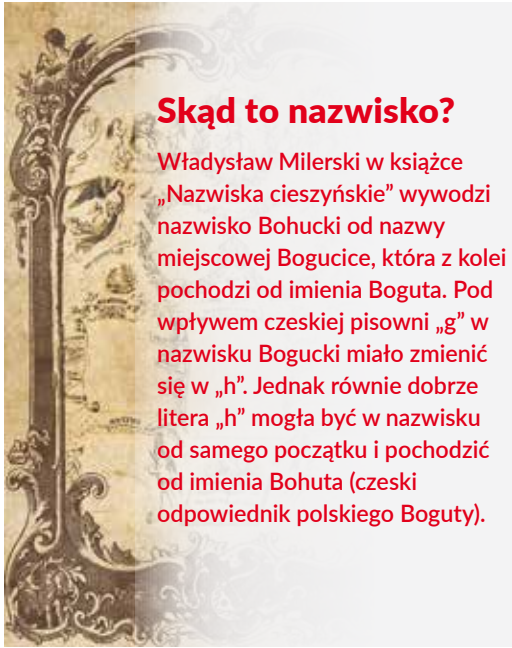 Skąd to nazwisko?
Władysław Milerski w książce
„Nazwiska cieszyńskie” wywodzi
nazwisko Bohucki od nazwy
miejscowej Bogucice, która z kolei
pochodzi od imienia Boguta. Pod
wpływem czeskiej pisowni „g” w
nazwisku Bogucki miało zmienić
się w „h”. Jednak równie dobrze
litera „h” mogła być w nazwisku
od samego początku i pochodzić
od imienia Bohuta (czeski
odpowiednik polskiego Boguty).